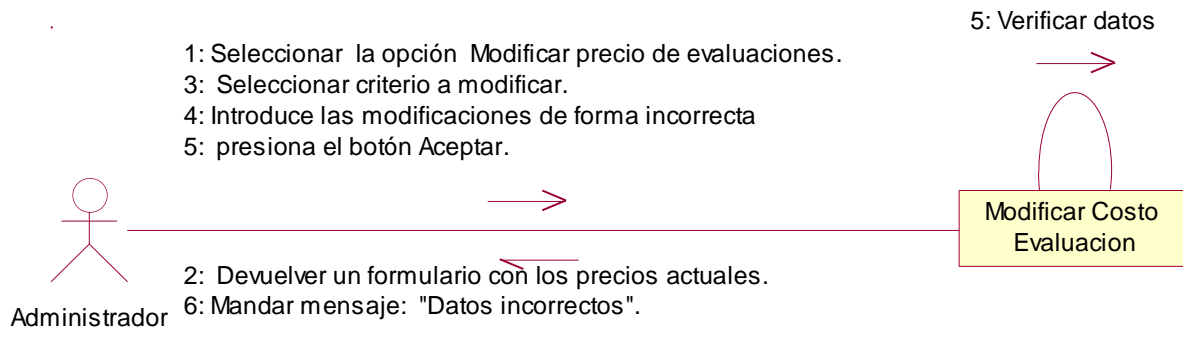 5: Verificar datos
1: Seleccionar la opción Modificar precio de evaluaciones.
3: Seleccionar criterio a modificar.
4: Introduce las modificaciones de forma incorrecta
5: presiona el botón Aceptar.
Modificar Costo
Evaluacion
2: Devuelver un formulario con los precios actuales.
6: Mandar mensaje: "Datos incorrectos".
Administrador